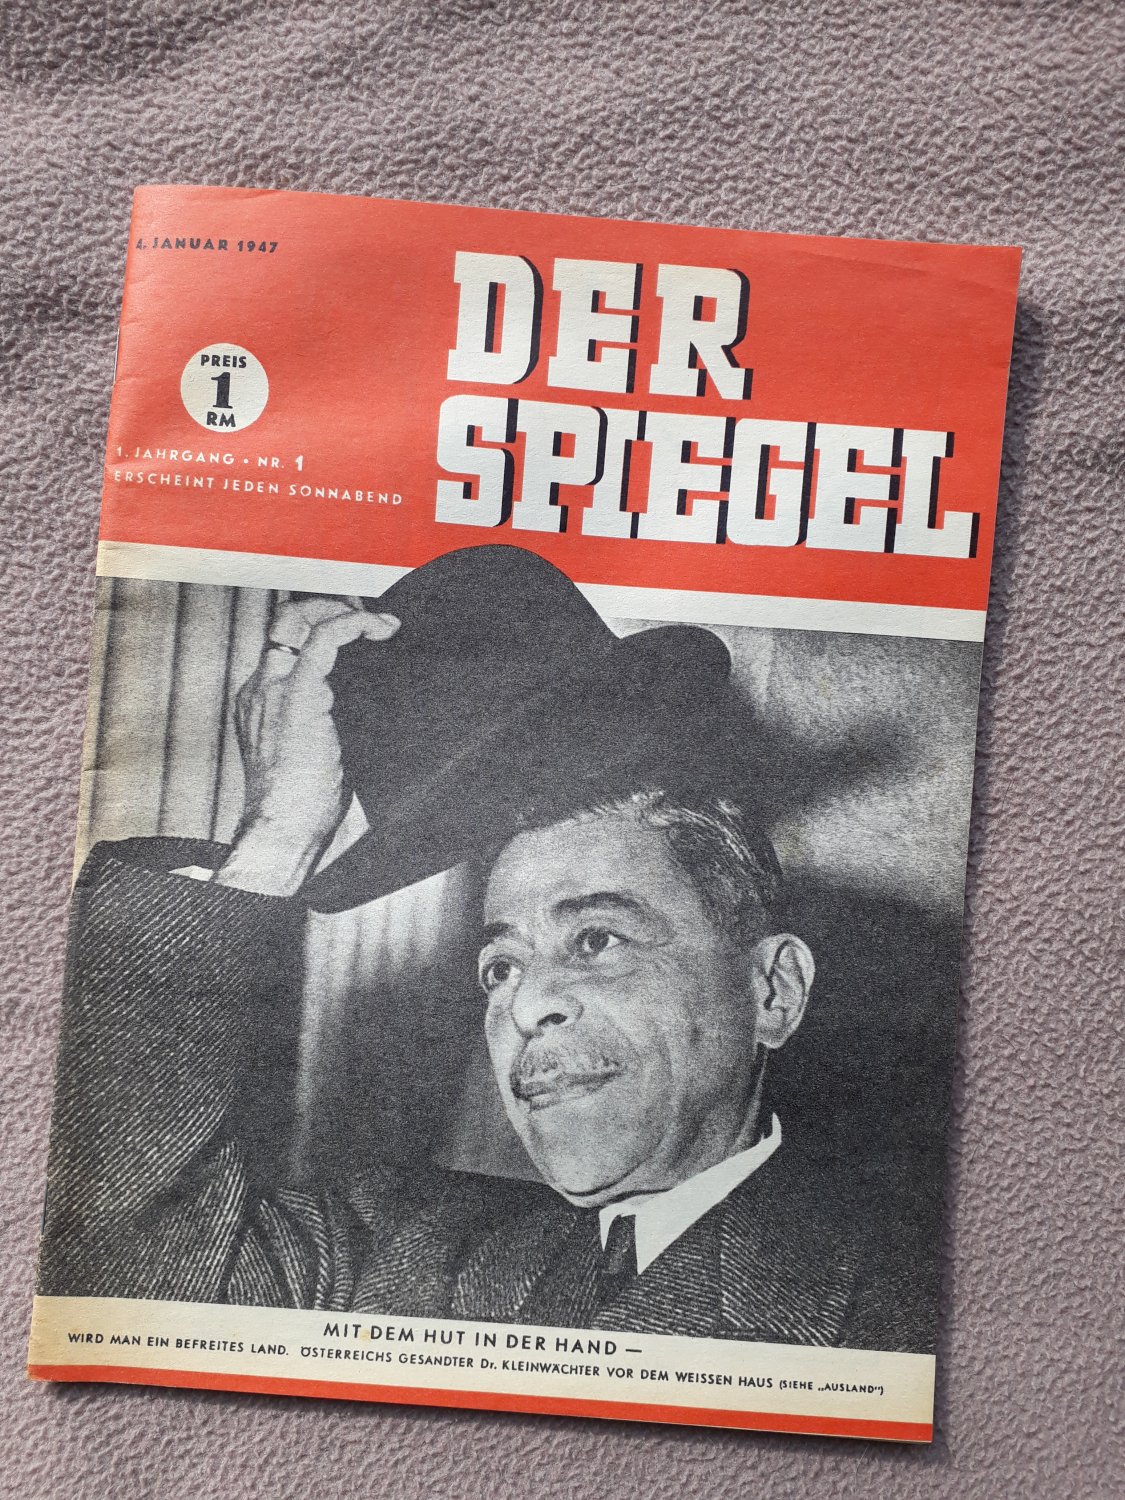 4. JANUAR 1947
DER
SPIEGEL
PREIS
1
RM
1. JAHRGANG • NR. 1
ERSCHEINT JEDEN SONNABEND
MIT DEM HUT IN DER HAND —
WIRD MAN EIN BEFREITES LAND. ÖSTERREICHS GESANDTER Dr. KLEINWÄCHTER VOR DEM WEISSEN HAUS (SIEHE „AUSLAND")